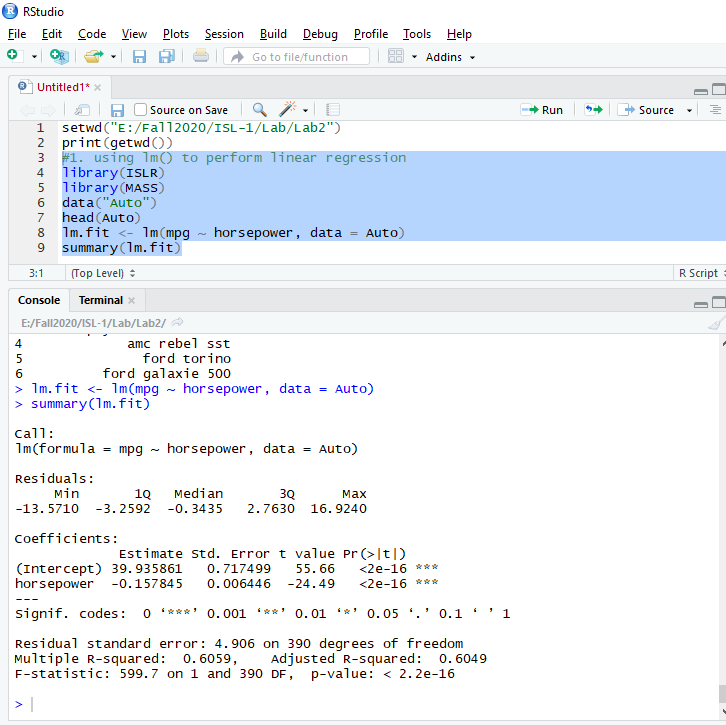 RStudio
File Edit Code View Plots Session Build Debug Profile Tools Help
Go to file/function Addins
Untitled1*
Source on Save Run Source
1 setwd("E:/Fall2020/ISL-1/Lab/Lab2")
2 print(getwd())
3 #1. using lm() to perform linear regression
4 library(ISLR)
5 library(MASS)
6 data("Auto")
7 head(Auto)
8 lm.fit <- lm(mpg ~ horsepower, data = Auto)
9 summary(lm.fit)
3:1 (Top Level) R Script
Console Terminal
E:/Fall2020/ISL-1/Lab/Lab2/
4 amc rebel sst
5 ford torino
6 ford galaxie 500
> lm.fit <- lm(mpg ~ horsepower, data = Auto)
> summary(lm.fit)
Call:
lm(formula = mpg ~ horsepower, data = Auto)
Residuals:
Min 1Q Median 3Q Max
-13.5710 -3.2592 -0.3435 2.7630 16.9240
Coefficients:
Estimate Std. Error t value Pr(>|t|)
(Intercept) 39.935861 0.717499 55.66 <2e-16 ***
horsepower -0.157845 0.006446 -24.49 <2e-16 ***
---
Signif. codes: 0 ‘***’ 0.001 ‘**’ 0.01 ‘*’ 0.05 ‘.’ 0.1 ‘ ’ 1
Residual standard error: 4.906 on 390 degrees of freedom
Multiple R-squared: 0.6059, Adjusted R-squared: 0.6049
F-statistic: 599.7 on 1 and 390 DF, p-value: < 2.2e-16
>